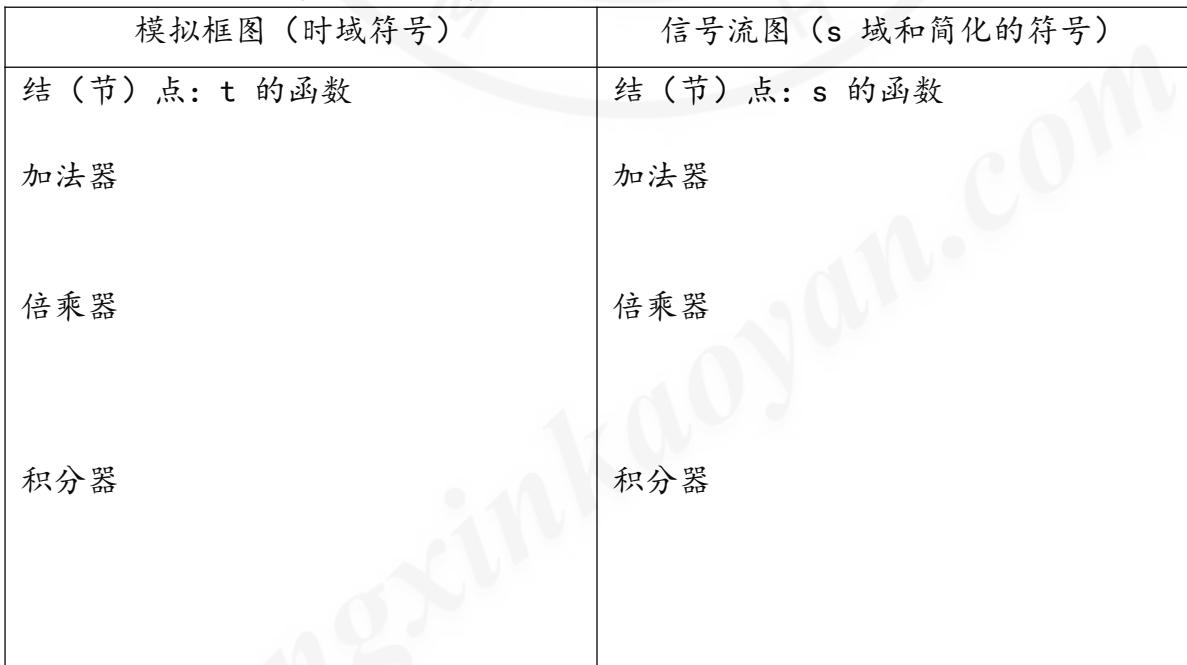 模拟框图（时域符号） 信号流图（s 域和简化的符号）
结（节）点：t 的函数 结（节）点：s 的函数
加法器 加法器
倍乘器 倍乘器
积分器 积分器